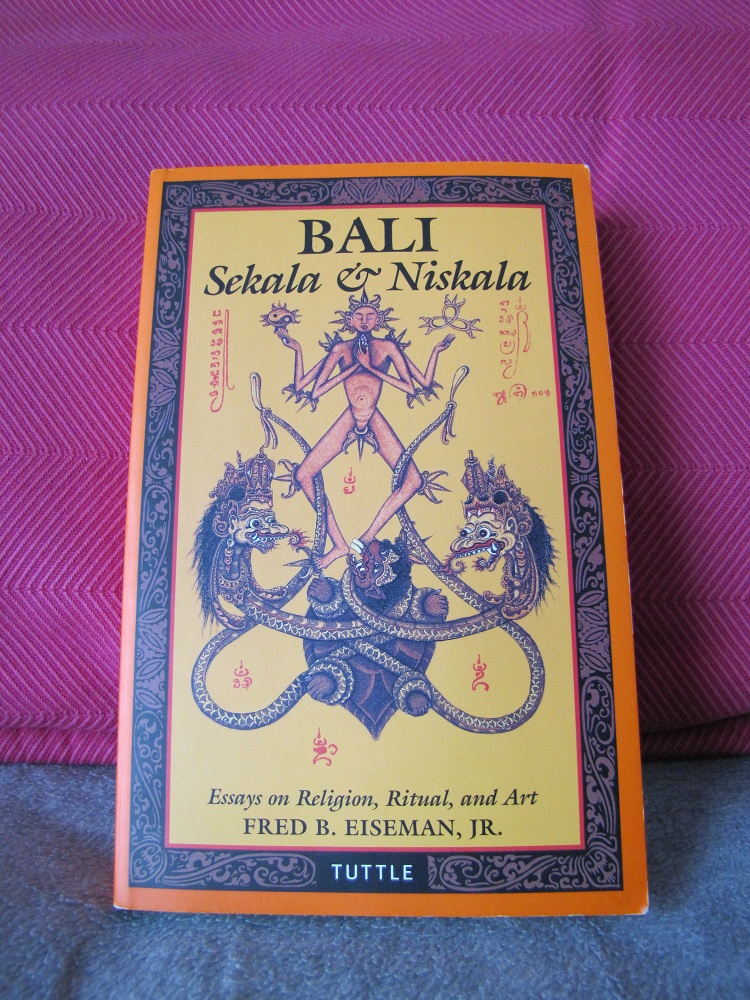 BALI
Sekala & Niskala
Essays on Religion, Ritual, and Art
FRED B. EISEMAN, JR.
TUTTLE